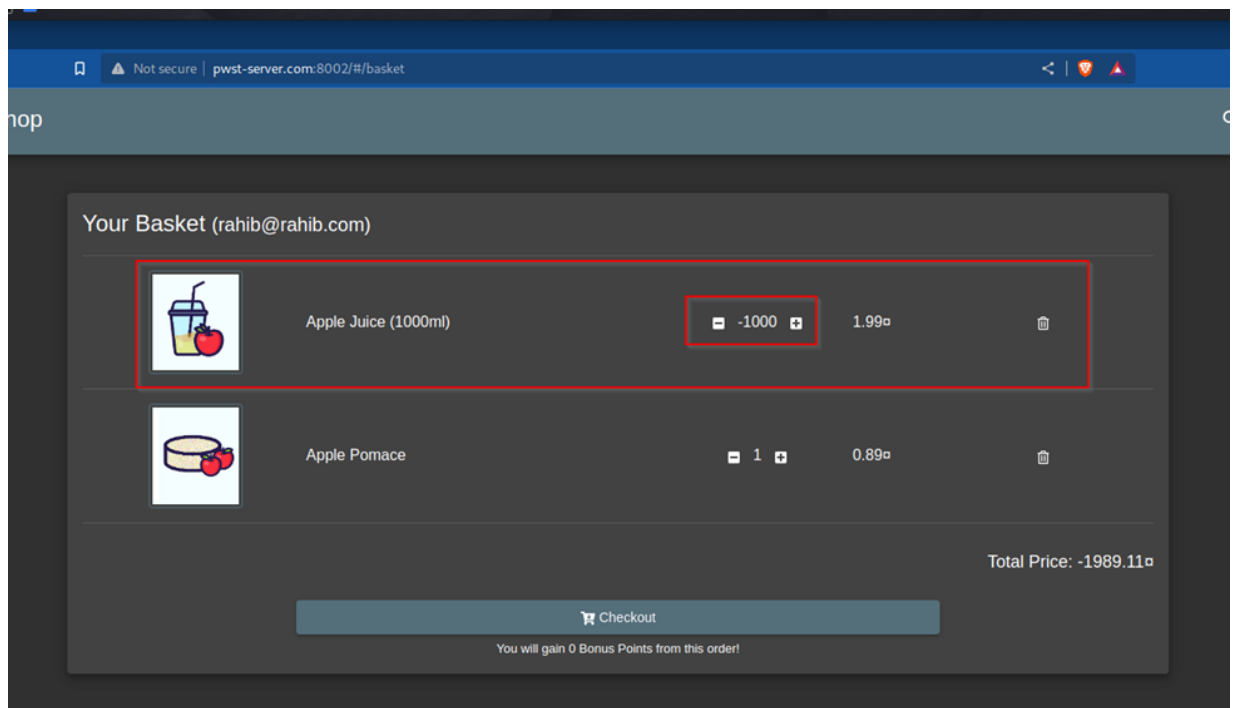 Not secure | pwst-server.com:8002/#/basket
Your Basket (rahib@rahib.com)
Apple Juice (1000ml) -1000 1.99¤
Apple Pomace 1 0.89¤
Total Price: -1989.11¤
Checkout
You will gain 0 Bonus Points from this order!